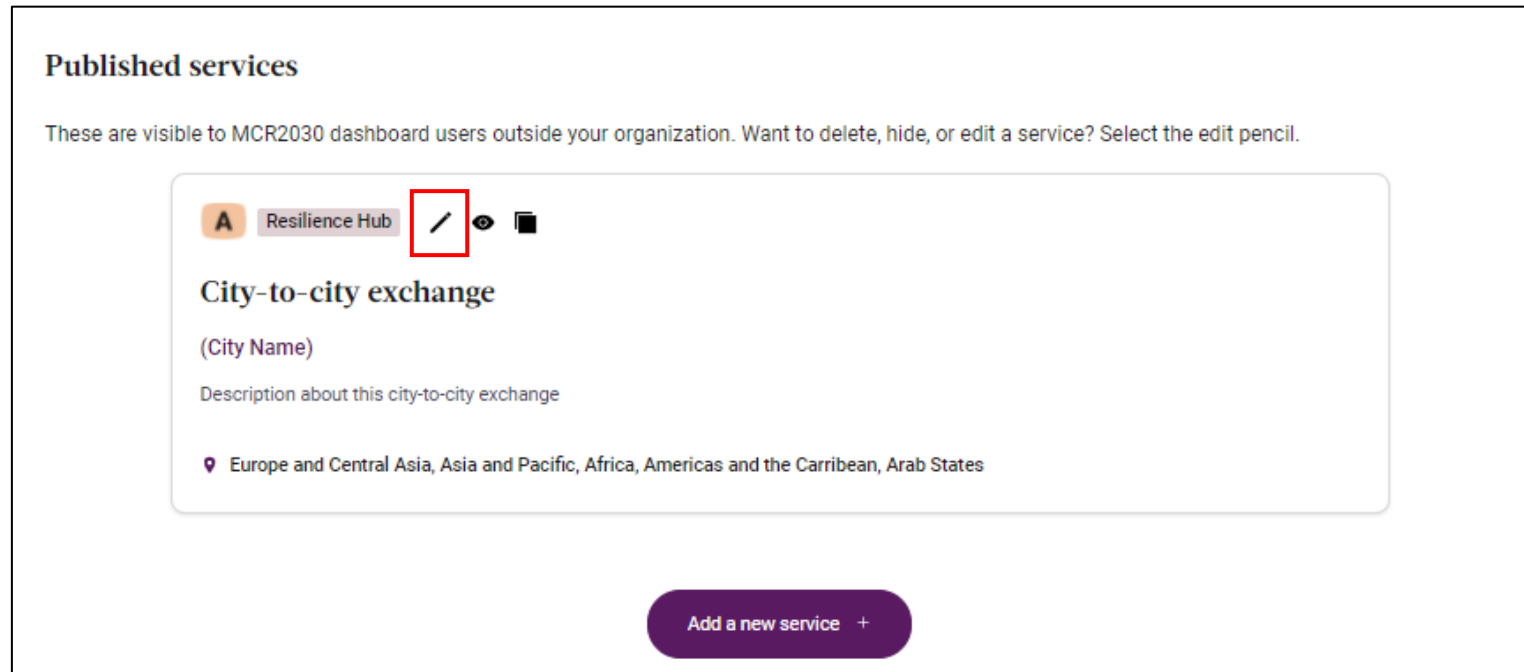 Published services
These are visible to MCR2030 dashboard users outside your organization. Want to delete, hide, or edit a service? Select the edit pencil.
A Resilience Hub
City-to-city exchange
(City Name)
Description about this city-to-city exchange
Europe and Central Asia, Asia and Pacific, Africa, Americas and the Carribean, Arab States
Add a new service +